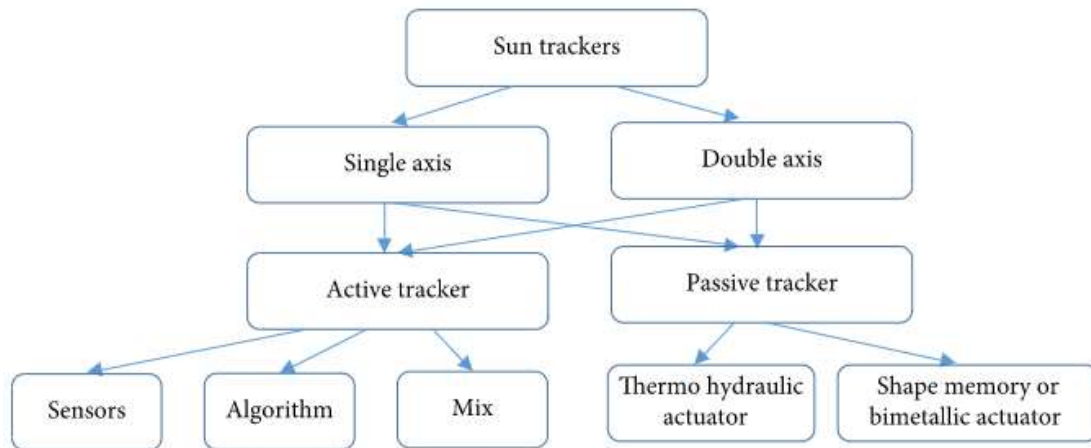 Sun trackers
Single axis
Double axis
Active tracker
Passive tracker
Sensors
Algorithm
Mix
Thermo hydraulic
actuator
Shape memory or
bimetallic actuator